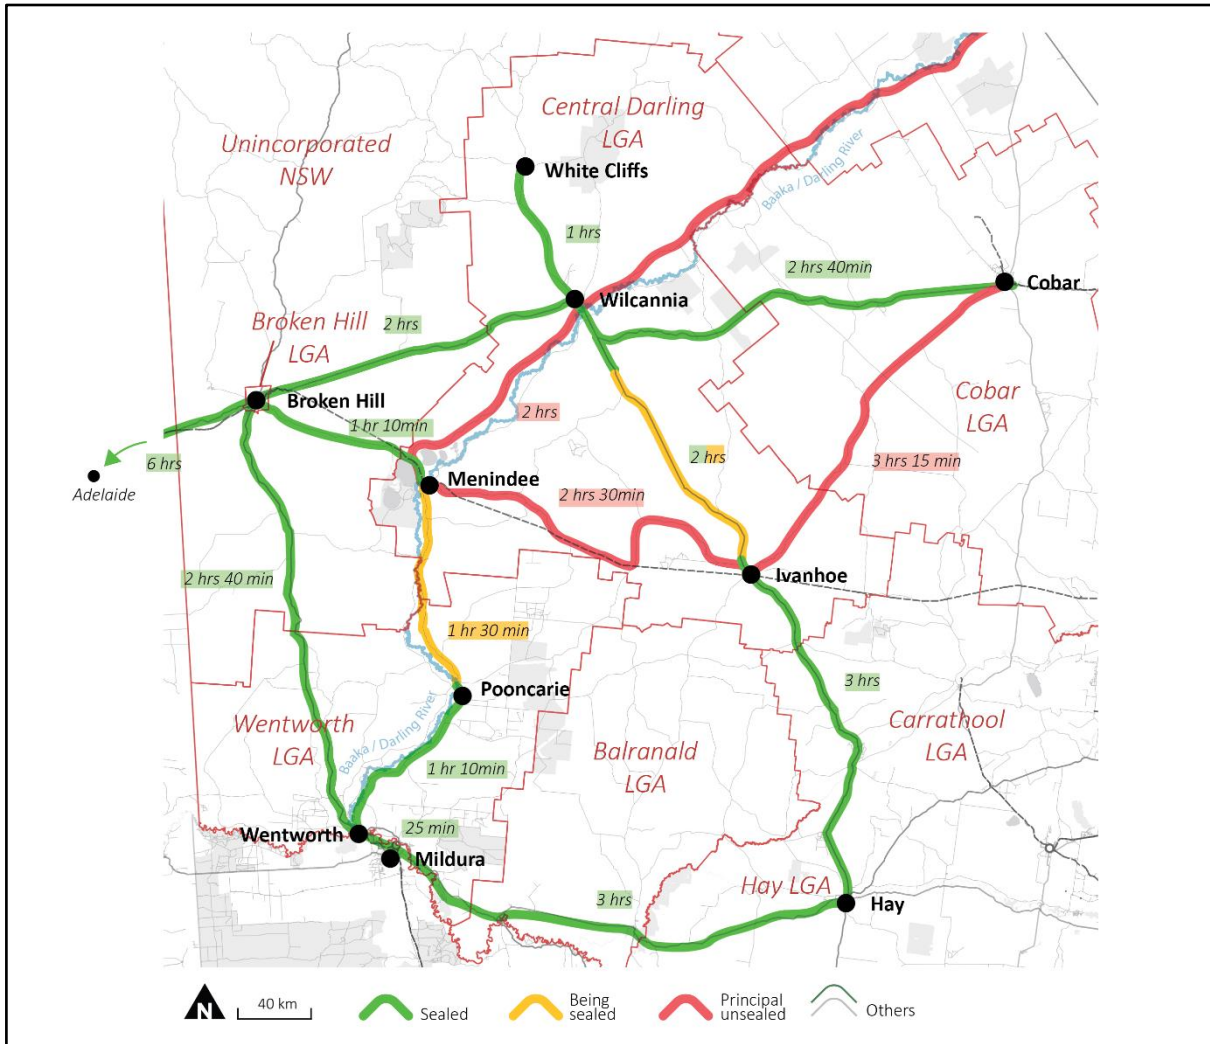 Central Darling
LGA
Unincorporated
NSW
White Cliffs
Baaka / Darling River
1 hrs
2 hrs 40min
Cobar
Wilcannia
Broken Hill
LGA
2 hrs
Cobar
LGA
Broken Hill
1 hr 10min
2 hrs
2 hrs
3 hrs 15 min
6 hrs
Adelaide
Menindee
2 hrs 30min
Ivanhoe
2 hrs 40 min
1 hr 30 min
3 hrs
Pooncarie
Wentworth
LGA
Baaka / Darling River
Balranald
LGA
Carrathool
LGA
1 hr 10min
Wentworth
25 min
Mildura
Hay LGA
3 hrs
Hay
N
40 km
Sealed
Being
sealed
Principal
unsealed
Others